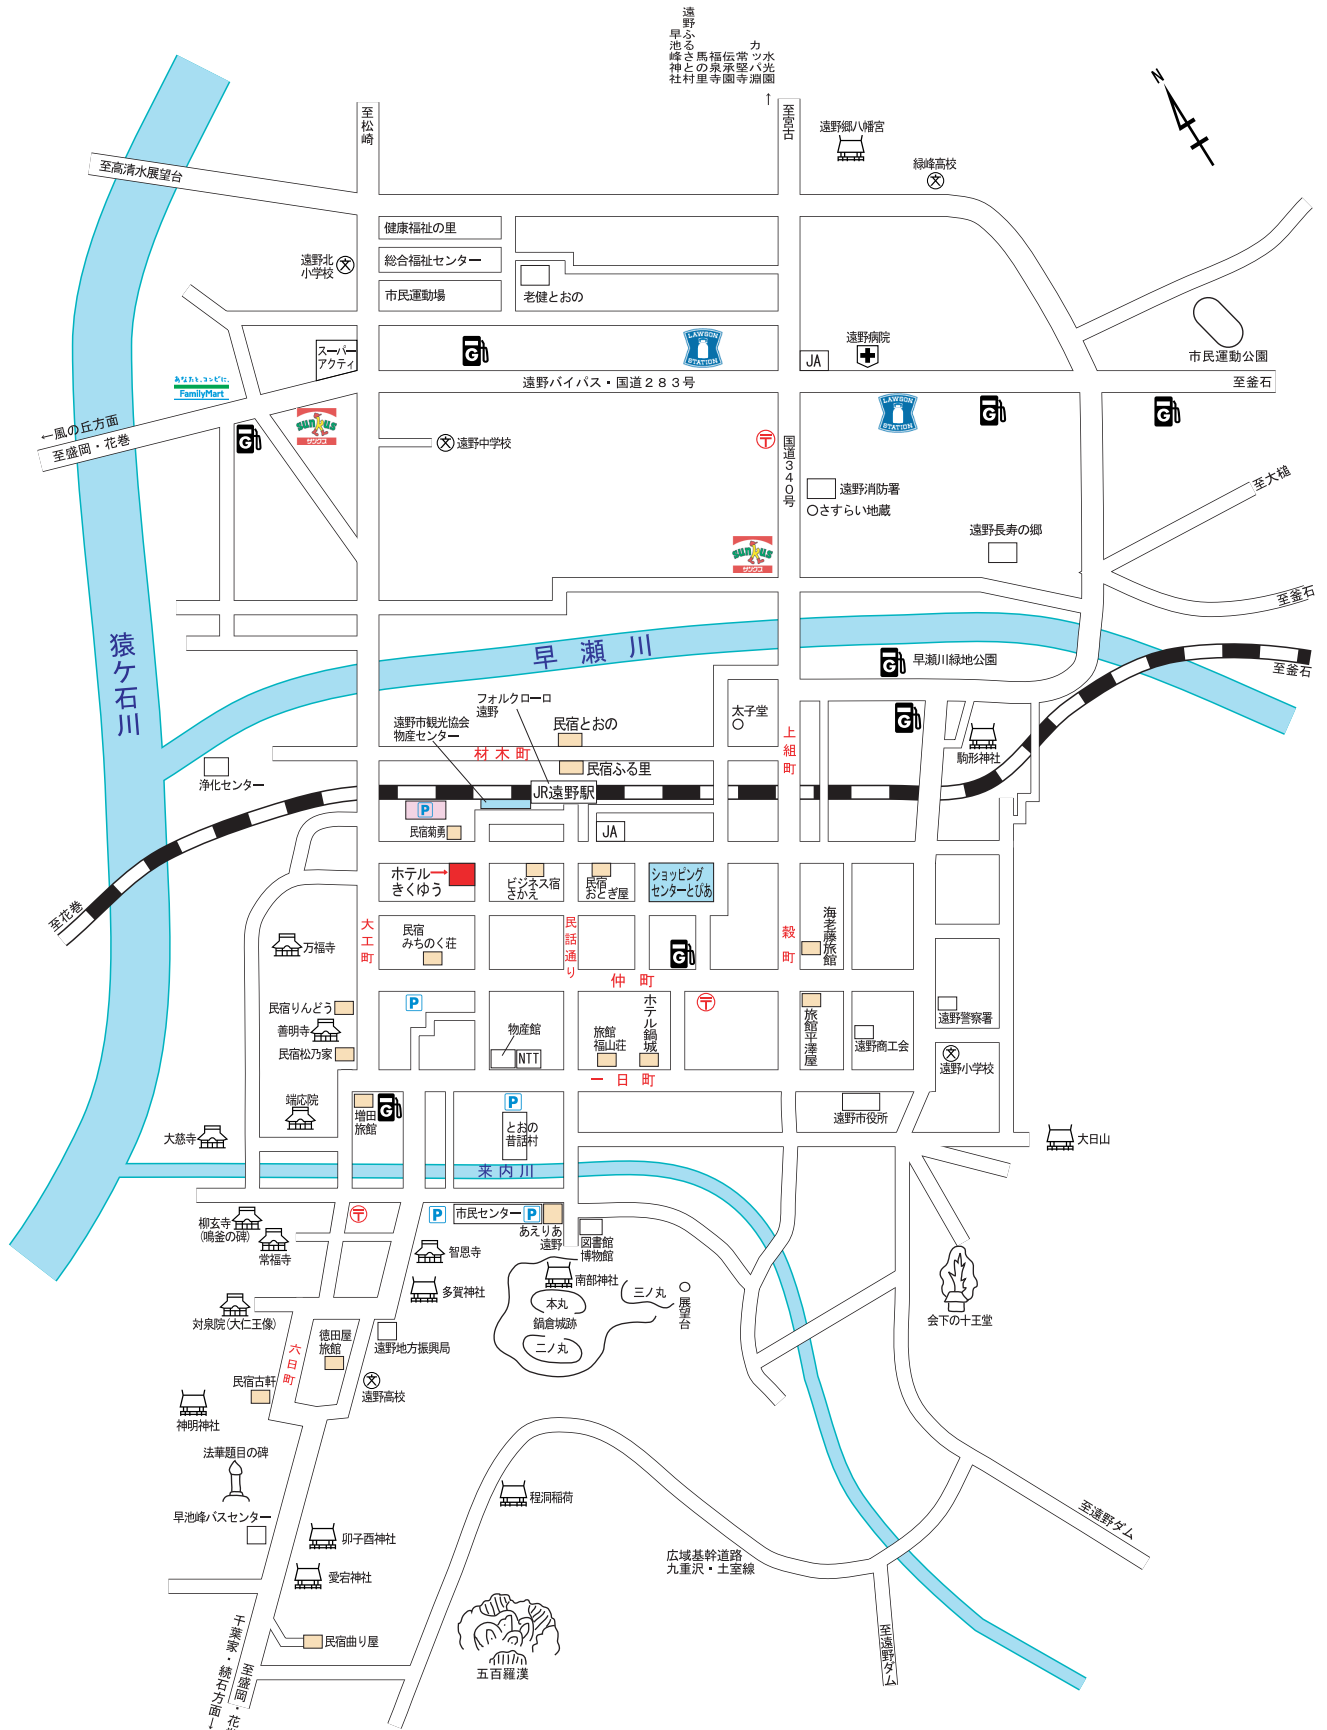 早池峰神社
遠野ふるさと村
馬の里
福泉寺
伝承園
常堅寺
カッパ淵
水光園
↑
N
至松崎
至宮古
遠野郷八幡宮
緑峰高校
至高清水展望台
健康福祉の里
総合福祉センター
市民運動場
老健とおの
遠野北
小学校
スーパー
アクティ
LAWSON
STATION
遠野病院
JA
市民運動公園
あなたと、コンビに、
FamilyMart
遠野バイパス・国道283号
至釜石
LAWSON
STATION
sunkus
サンクス
←風の丘方面
至盛岡・花巻
遠野中学校
国道340号
遠野消防署
さすらい地蔵
至大槌
遠野長寿の郷
sunkus
サンクス
至釜石
猿ケ石川
早瀬川
早瀬川緑地公園
至釜石
フォルクローロ
遠野
遠野市観光協会
物産センター
民宿とおの
太子堂
上組町
材木町
駒形神社
浄化センター
民宿ふる里
JR遠野駅
P
民宿菊勇
JA
ホテル→
きくゆう
ビジネス宿
さかえ
民宿
おとぎ屋
ショッピング
センターとぴあ
至花巻
大工町
民宿
みちのく荘
民話通り
穀町
海老藤旅館
万福寺
仲町
民宿りんどう
P
善明寺
民宿松乃家
物産館
NTT
旅館
福山荘
ホテル鍋城
旅館平澤屋
遠野商工会
遠野警察署
遠野小学校
一日町
端応院
増田
旅館
P
とおの
昔話村
遠野市役所
大慈寺
大日山
来内川
柳玄寺
(鳴釜の碑)
P
市民センター
P
あえりあ
遠野
図書館
博物館
常福寺
智恩寺
多賀神社
南部神社
本丸
鍋倉城跡
二ノ丸
三ノ丸
展望台
会下の十王堂
対泉院(大仁王像)
六日町
徳田屋
旅館
遠野地方振興局
民宿古軒
遠野高校
神明神社
法華題目の碑
早池峰バスセンター
程洞稲荷
卯子酉神社
愛宕神社
広域基幹道路
九重沢・土室線
至遠野ダム
至遠野ダム
民宿曲り屋
五百羅漢
千葉家・続石方面→
至盛岡・花